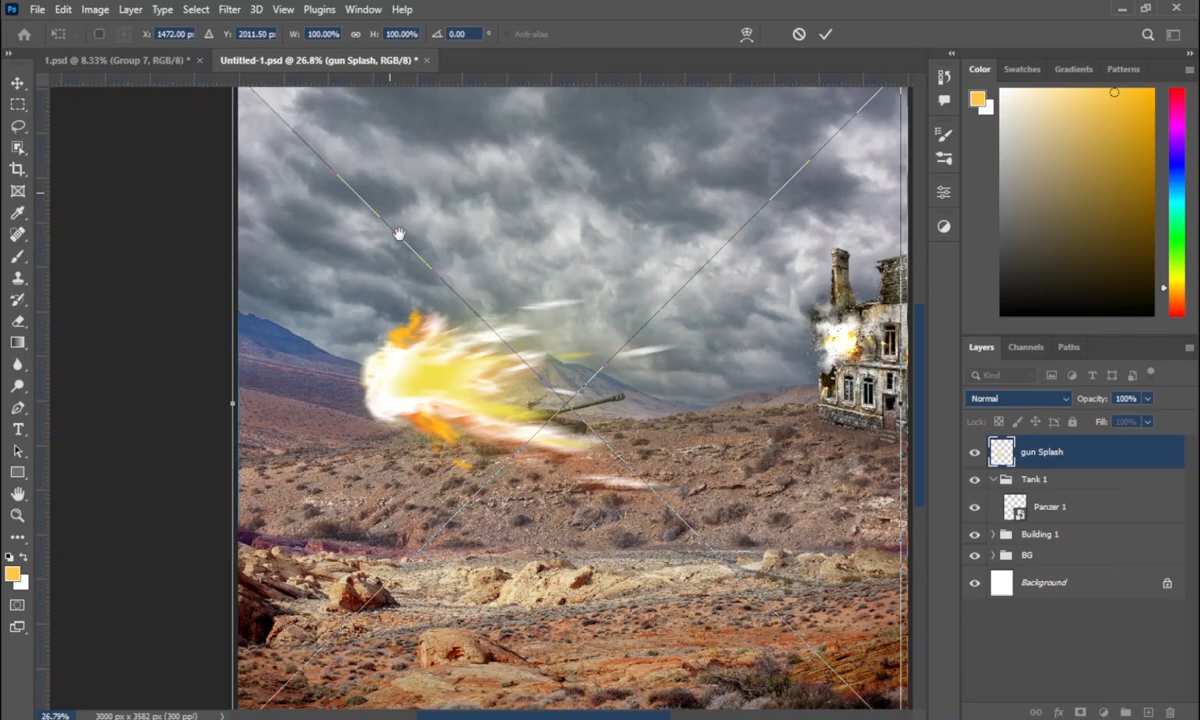 Ps File Edit Image Layer Type Select Filter 3D View Plugins Window Help
X: 1472.00 px Y: 2011.50 px W: 100.00% H: 100.00% 0.00 ° Anti-alias
1.psd @ 8.33% (Group 7, RGB/8) * × Untitled-1.psd @ 26.8% (gun Splash, RGB/8) * ×
Color Swatches Gradients Patterns
Layers Channels Paths
Kind
Normal Opacity: 100%
Lock: Fill: 100%
gun Splash
Tank 1
Panzer 1
Building 1
BG
Background
26.79% 3000 px x 3582 px (300 ppi)